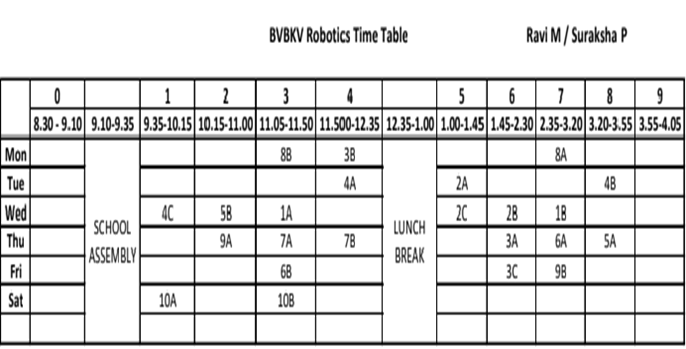 BVBKV Robotics Time Table Ravi M / Suraksha P
0 1 2 3 4 5 6 7 8 9
8.30 - 9.10 9.10-9.35 9.35-10.15 10.15-11.00 11.05-11.50 11.500-12.35 12.35-1.00 1.00-1.45 1.45-2.30 2.35-3.20 3.20-3.55 3.55-4.05
Mon 8B 3B 8A
Tue 4A 2A 4B
Wed 4C 5B 1A 2C 2B 1B
SCHOOL ASSEMBLY
LUNCH BREAK
Thu 9A 7A 7B 3A 6A 5A
Fri 6B 3C 9B
Sat 10A 10B